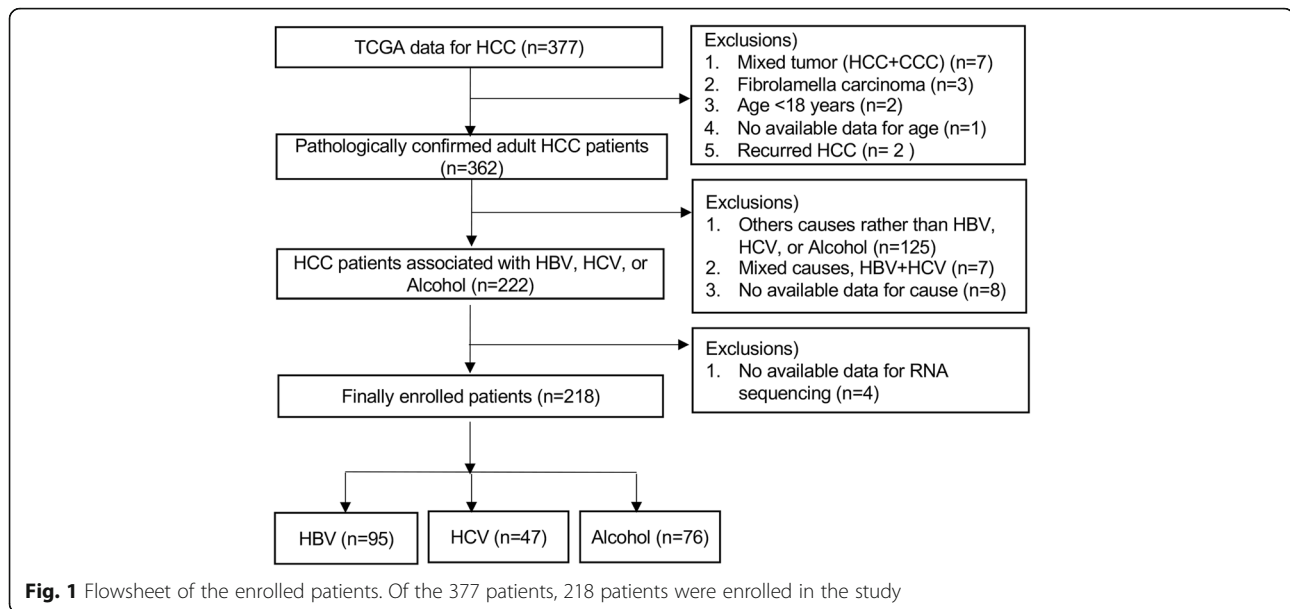 TCGA data for HCC (n=377)
Exclusions)
1. Mixed tumor (HCC+CCC) (n=7)
2. Fibrolamella carcinoma (n=3)
3. Age <18 years (n=2)
4. No available data for age (n=1)
5. Recurred HCC (n= 2 )
Pathologically confirmed adult HCC patients
(n=362)
Exclusions)
1. Others causes rather than HBV,
HCV, or Alcohol (n=125)
2. Mixed causes, HBV+HCV (n=7)
3. No available data for cause (n=8)
HCC patients associated with HBV, HCV, or
Alcohol (n=222)
Exclusions)
1. No available data for RNA
sequencing (n=4)
Finally enrolled patients (n=218)
HBV (n=95)
HCV (n=47)
Alcohol (n=76)
Fig. 1 Flowsheet of the enrolled patients. Of the 377 patients, 218 patients were enrolled in the study